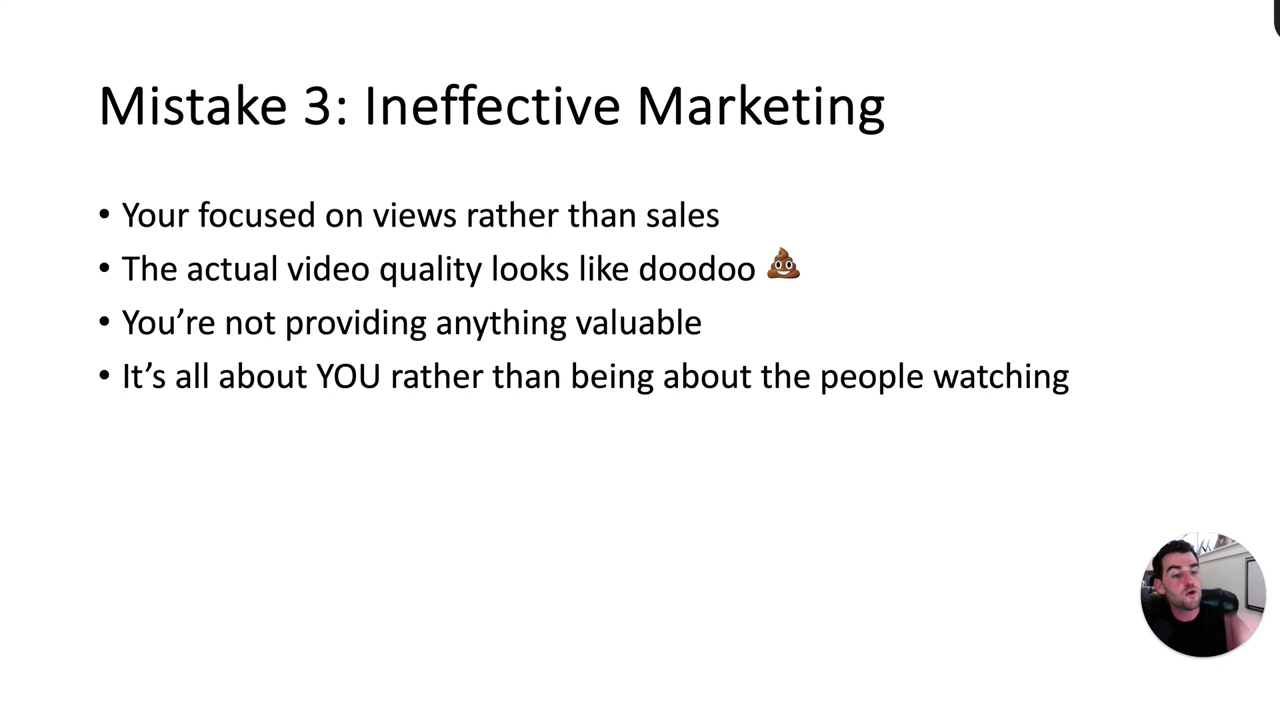 Mistake 3: Ineffective Marketing
• Your focused on views rather than sales
• The actual video quality looks like doodoo 💩
• You’re not providing anything valuable
• It’s all about YOU rather than being about the people watching